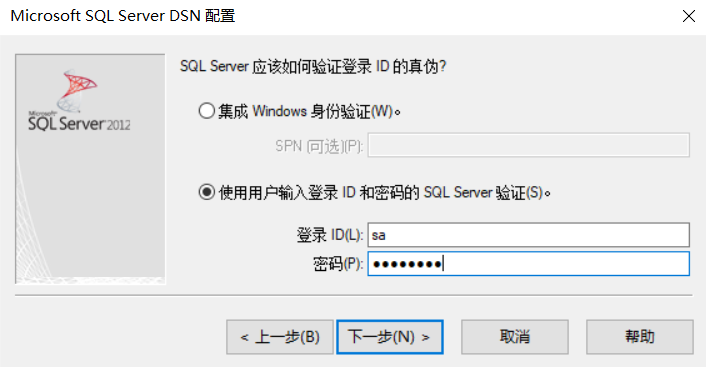 Microsoft SQL Server DSN 配置
SQL Server 应该如何验证登录 ID 的真伪?
集成 Windows 身份验证(W)。
SPN (可选)(P):
Microsoft
SQL Server 2012
使用用户输入登录 ID 和密码的 SQL Server 验证(S)。
登录 ID(L): sa
密码(P): ●●●●●●●●
< 上一步(B) 下一步(N) > 取消 帮助